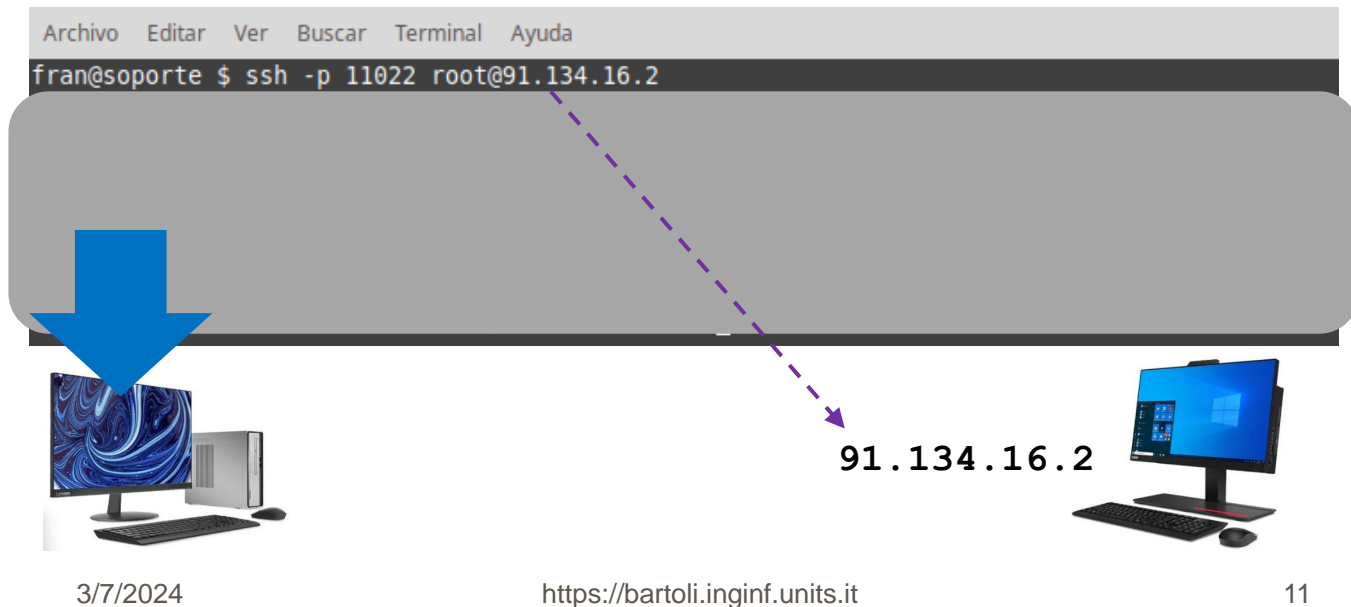 Archivo Editar Ver Buscar Terminal Ayuda
fran@soporte $ ssh -p 11022 root@91.134.16.2
91.134.16.2
3/7/2024 https://bartoli.inginf.units.it 11